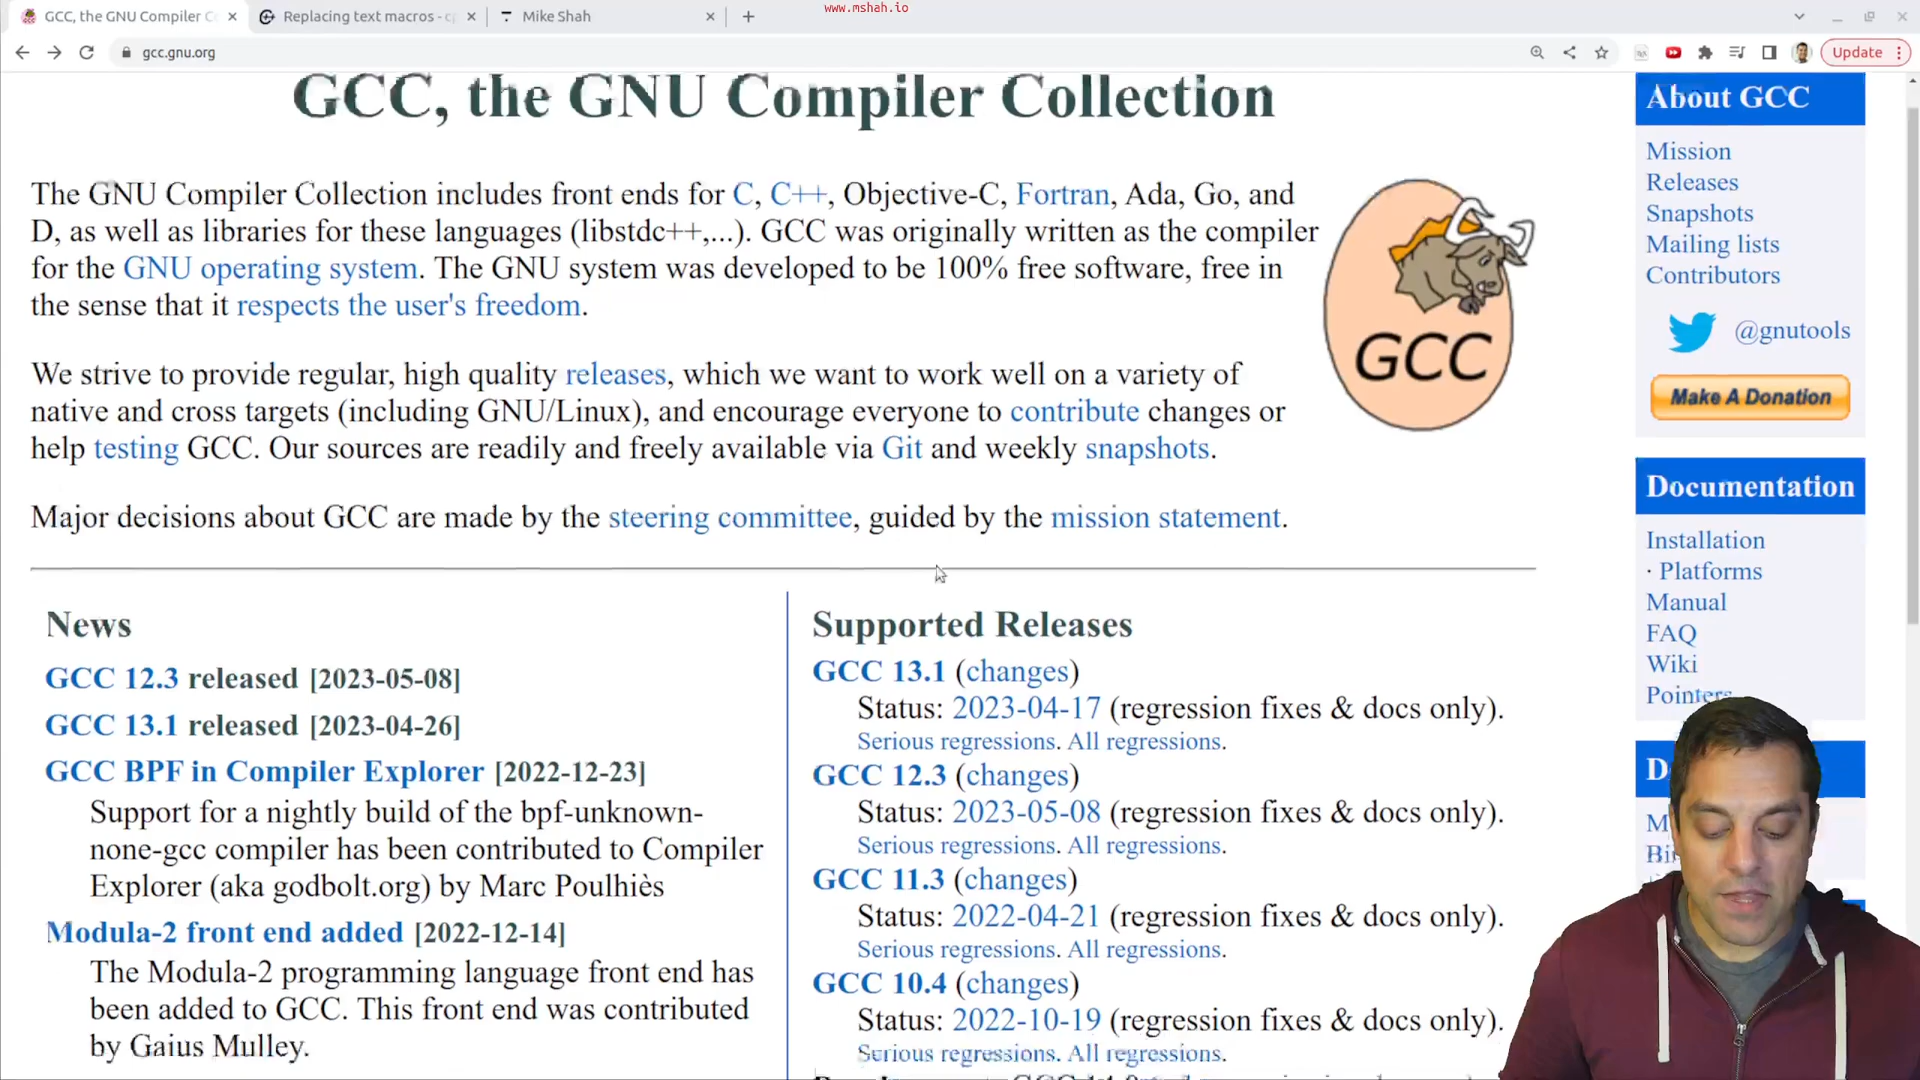 www.mshah.io
GCC, the GNU Compiler C
Replacing text macros - c
Mike Shah
gcc.gnu.org
Update
GCC, the GNU Compiler Collection
The GNU Compiler Collection includes front ends for C, C++, Objective-C, Fortran, Ada, Go, and
D, as well as libraries for these languages (libstdc++,...). GCC was originally written as the compiler
for the GNU operating system. The GNU system was developed to be 100% free software, free in
the sense that it respects the user's freedom.
We strive to provide regular, high quality releases, which we want to work well on a variety of
native and cross targets (including GNU/Linux), and encourage everyone to contribute changes or
help testing GCC. Our sources are readily and freely available via Git and weekly snapshots.
Major decisions about GCC are made by the steering committee, guided by the mission statement.
GCC
News
GCC 12.3 released [2023-05-08]
GCC 13.1 released [2023-04-26]
GCC BPF in Compiler Explorer [2022-12-23]
Support for a nightly build of the bpf-unknown-
none-gcc compiler has been contributed to Compiler
Explorer (aka godbolt.org) by Marc Poulhiès
Modula-2 front end added [2022-12-14]
The Modula-2 programming language front end has
been added to GCC. This front end was contributed
by Gaius Mulley.
Supported Releases
GCC 13.1 (changes)
Status: 2023-04-17 (regression fixes & docs only).
Serious regressions. All regressions.
GCC 12.3 (changes)
Status: 2023-05-08 (regression fixes & docs only).
Serious regressions. All regressions.
GCC 11.3 (changes)
Status: 2022-04-21 (regression fixes & docs only).
Serious regressions. All regressions.
GCC 10.4 (changes)
Status: 2022-10-19 (regression fixes & docs only).
Serious regressions. All regressions.
About GCC
Mission
Releases
Snapshots
Mailing lists
Contributors
@gnutools
Make A Donation
Documentation
Installation
· Platforms
Manual
FAQ
Wiki
Pointers